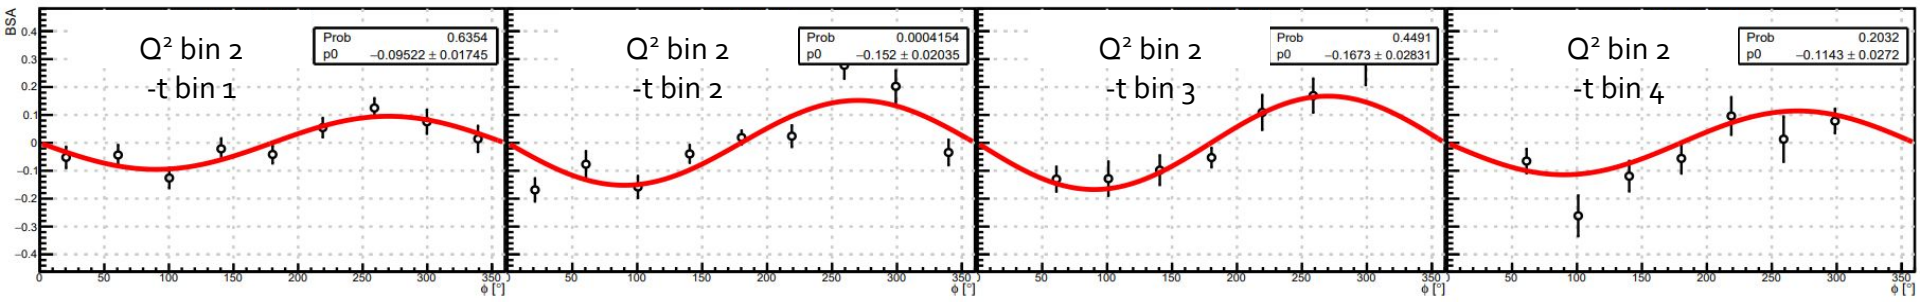 BSA
0.4
0.3
0.2
0.1
0
−0.1
−0.2
−0.3
−0.4
Q² bin 2
-t bin 1
Prob 0.6354
p0 −0.09522 ± 0.01745
0 50 100 150 200 250 300 350
ϕ [°]
Q² bin 2
-t bin 2
Prob 0.0004154
p0 −0.152 ± 0.02035
50 100 150 200 250 300 350
ϕ [°]
Q² bin 2
-t bin 3
Prob 0.4491
p0 −0.1673 ± 0.02831
50 100 150 200 250 300 350
ϕ [°]
Q² bin 2
-t bin 4
Prob 0.2032
p0 −0.1143 ± 0.0272
50 100 150 200 250 300 350
ϕ [°]